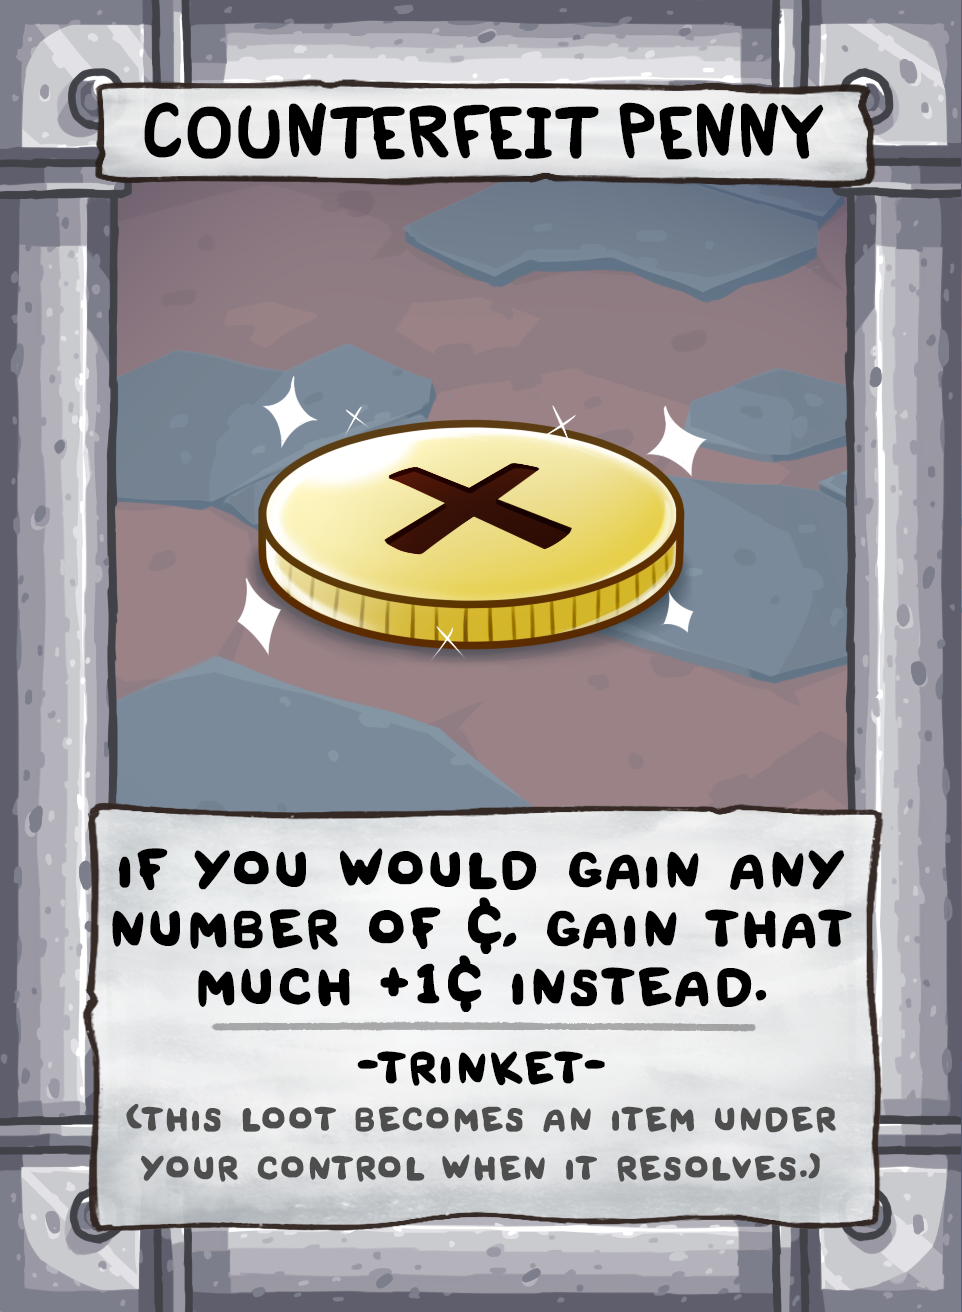 COUNTERFEIT PENNY
IF YOU WOULD GAIN ANY
NUMBER OF ¢, GAIN THAT
MUCH +1¢ INSTEAD.
-TRINKET-
(THIS LOOT BECOMES AN ITEM UNDER
YOUR CONTROL WHEN IT RESOLVES.)